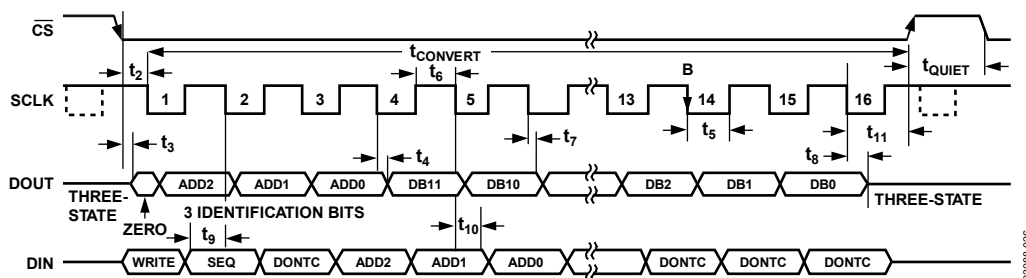 CS
tCONVERT
t2
t6
B
tQUIET
SCLK
1 2 3 4 5 13 14 15 16
t5
t11
t3
t4
t7
t8
DOUT
ADD2 ADD1 ADD0 DB11 DB10 DB2 DB1 DB0
THREE-
STATE
THREE-STATE
ZERO
3 IDENTIFICATION BITS
t9
t10
DIN
WRITE SEQ DONTC ADD2 ADD1 ADD0 DONTC DONTC DONTC